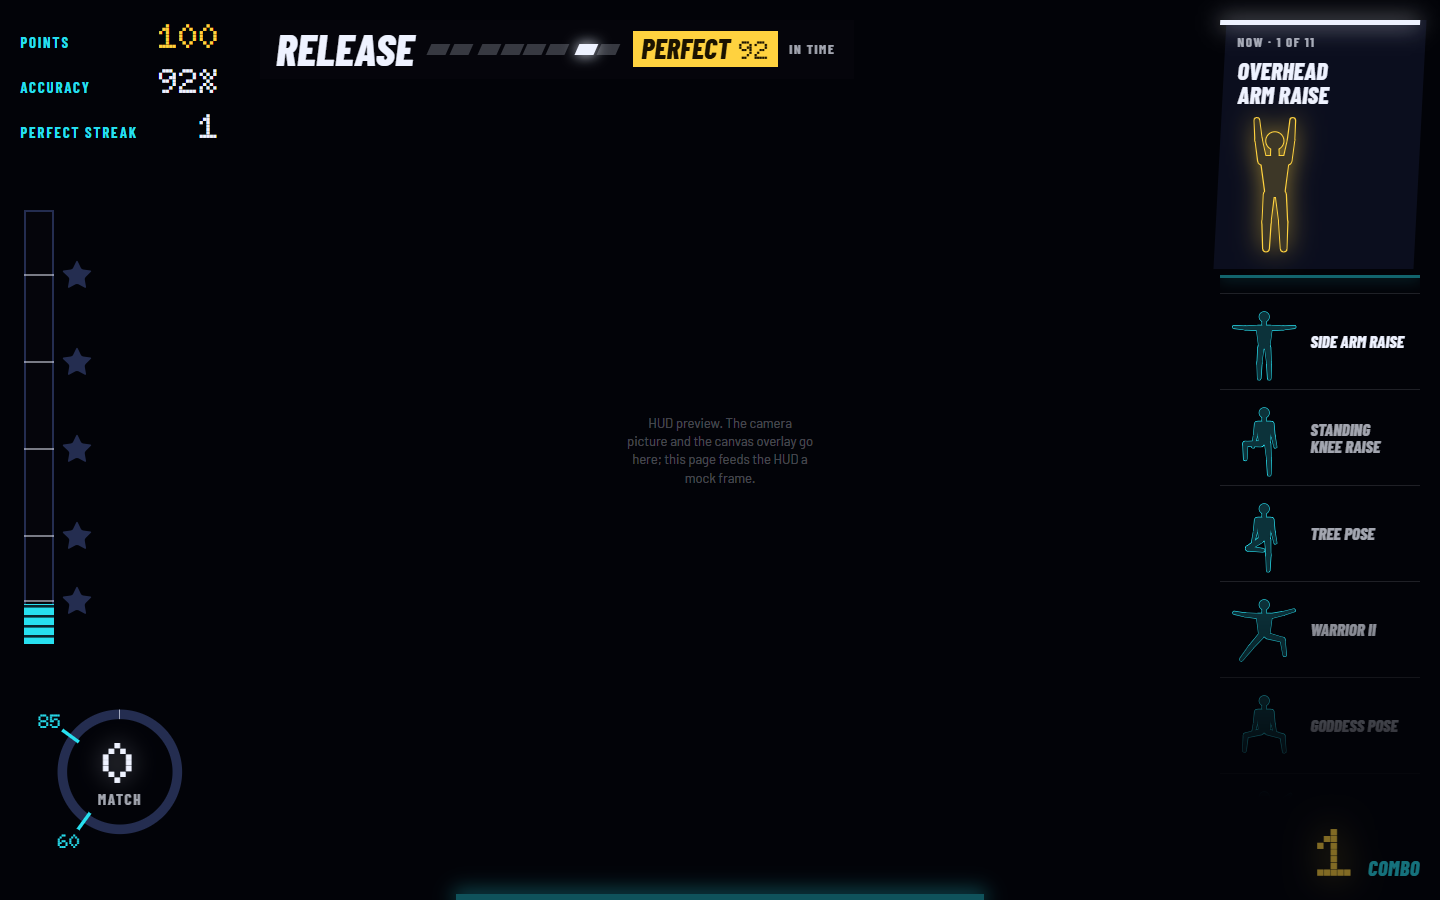 POINTS 100
ACCURACY 92%
PERFECT STREAK 1
RELEASE PERFECT 92 IN TIME
NOW · 1 OF 11
OVERHEAD
ARM RAISE
SIDE ARM RAISE
STANDING
KNEE RAISE
TREE POSE
WARRIOR II
GODDESS POSE
HUD preview. The camera
picture and the canvas overlay go
here; this page feeds the HUD a
mock frame.
85
0
MATCH
60
1 COMBO